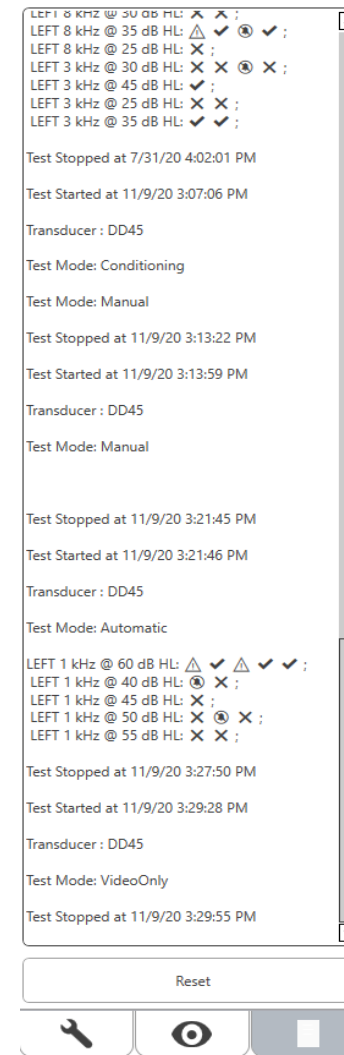 LEFT 8 kHz @ 30 dB HL: ✕ ✕ ;
LEFT 8 kHz @ 35 dB HL: ⚠ ✔ 🔕 ✔ ;
LEFT 8 kHz @ 25 dB HL: ✕ ;
LEFT 3 kHz @ 30 dB HL: ✕ ✕ 🔕 ✕ ;
LEFT 3 kHz @ 45 dB HL: ✔ ;
LEFT 3 kHz @ 25 dB HL: ✕ ✕ ;
LEFT 3 kHz @ 35 dB HL: ✔ ✔ ;
Test Stopped at 7/31/20 4:02:01 PM
Test Started at 11/9/20 3:07:06 PM
Transducer : DD45
Test Mode: Conditioning
Test Mode: Manual
Test Stopped at 11/9/20 3:13:22 PM
Test Started at 11/9/20 3:13:59 PM
Transducer : DD45
Test Mode: Manual
Test Stopped at 11/9/20 3:21:45 PM
Test Started at 11/9/20 3:21:46 PM
Transducer : DD45
Test Mode: Automatic
LEFT 1 kHz @ 60 dB HL: ⚠ ✔ ⚠ ✔ ✔ ;
LEFT 1 kHz @ 40 dB HL: 🔕 ✕ ;
LEFT 1 kHz @ 45 dB HL: ✕ ;
LEFT 1 kHz @ 50 dB HL: ✕ 🔕 ✕ ;
LEFT 1 kHz @ 55 dB HL: ✕ ✕ ;
Test Stopped at 11/9/20 3:27:50 PM
Test Started at 11/9/20 3:29:28 PM
Transducer : DD45
Test Mode: VideoOnly
Test Stopped at 11/9/20 3:29:55 PM
Reset